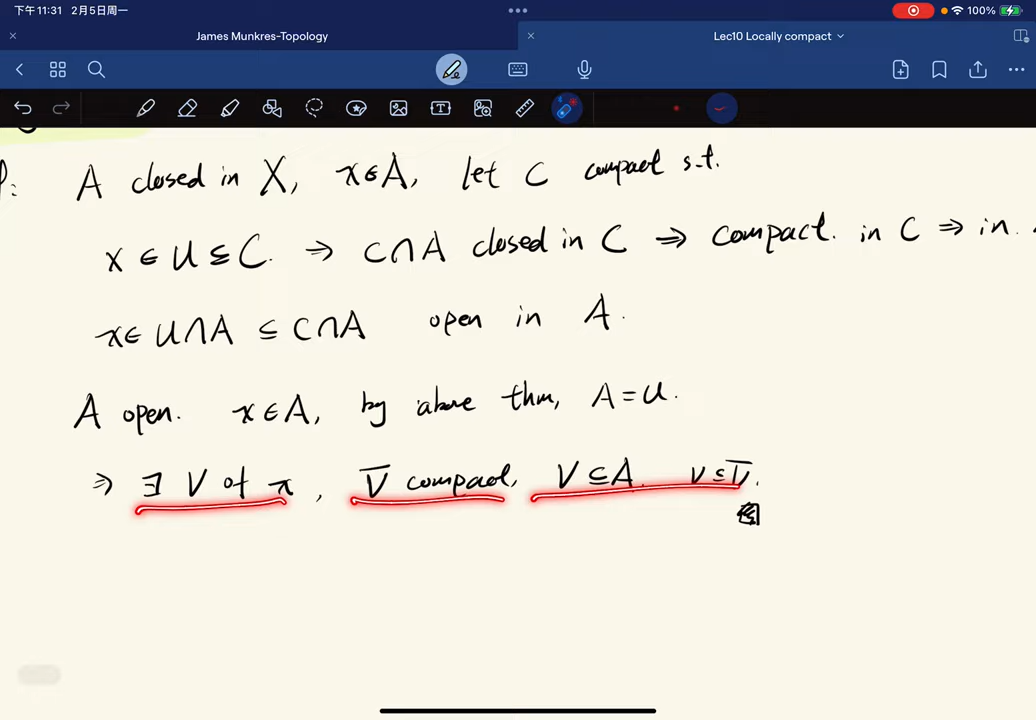 下午11:31 2月5日周一
100%
James Munkres-Topology
Lec10 Locally compact
A closed in X, x∈A, let C compact s.t.
x ∈ U ⊆ C. ⇒ C∩A closed in C ⇒ compact. in C ⇒ in
x∈ U∩A ⊆ C∩A open in A.
A open. x∈A, by above thm, A=U.
⇒ ∃ V of x, V̅ compact, V⊆A. V⊆V̅.